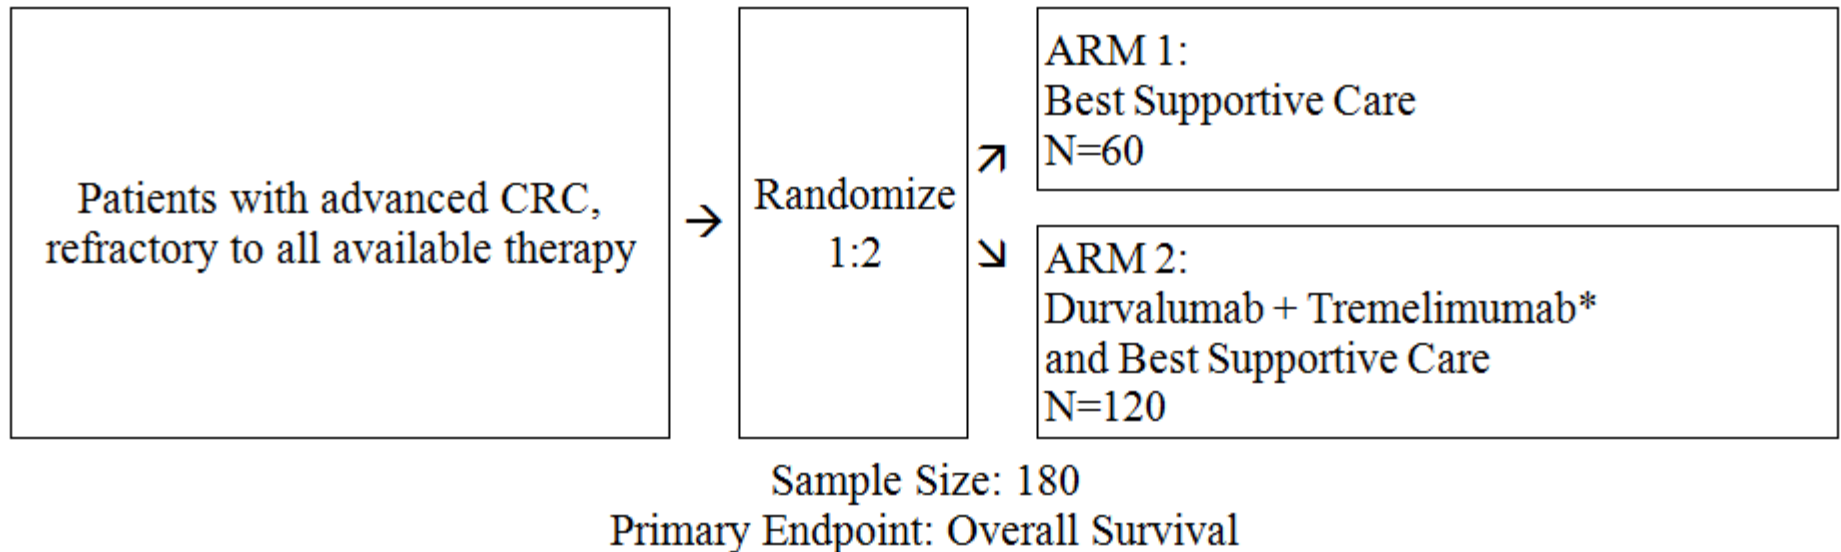 Patients with advanced CRC,
refractory to all available therapy
→
Randomize
1:2
↗
↘
ARM 1:
Best Supportive Care
N=60
ARM 2:
Durvalumab + Tremelimumab*
and Best Supportive Care
N=120
Sample Size: 180
Primary Endpoint: Overall Survival